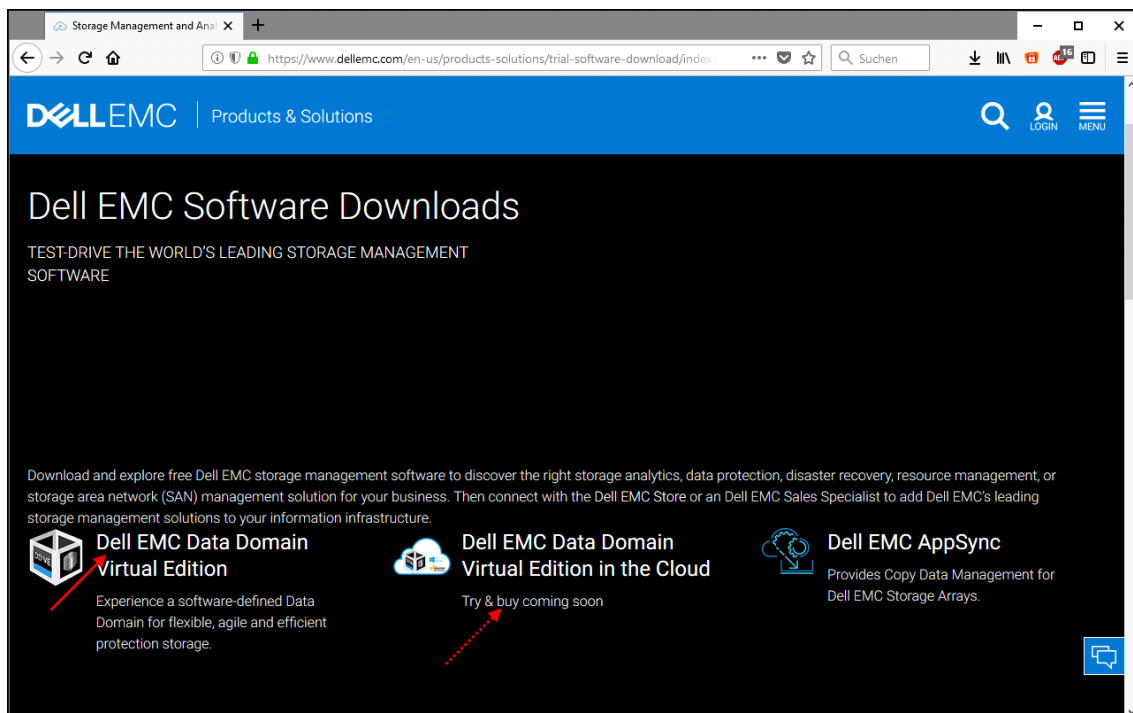 Storage Management and Anal
https://www.dellemc.com/en-us/products-solutions/trial-software-download/index.
Suchen
16
DELLEMC
Products & Solutions
LOGIN
MENU
Dell EMC Software Downloads
TEST-DRIVE THE WORLD'S LEADING STORAGE MANAGEMENT
SOFTWARE
Download and explore free Dell EMC storage management software to discover the right storage analytics, data protection, disaster recovery, resource management, or
storage area network (SAN) management solution for your business. Then connect with the Dell EMC Store or an Dell EMC Sales Specialist to add Dell EMC's leading
storage management solutions to your information infrastructure.
Dell EMC Data Domain
Virtual Edition
Experience a software-defined Data
Domain for flexible, agile and efficient
protection storage.
Dell EMC Data Domain
Virtual Edition in the Cloud
Try & buy coming soon
Dell EMC AppSync
Provides Copy Data Management for
Dell EMC Storage Arrays.